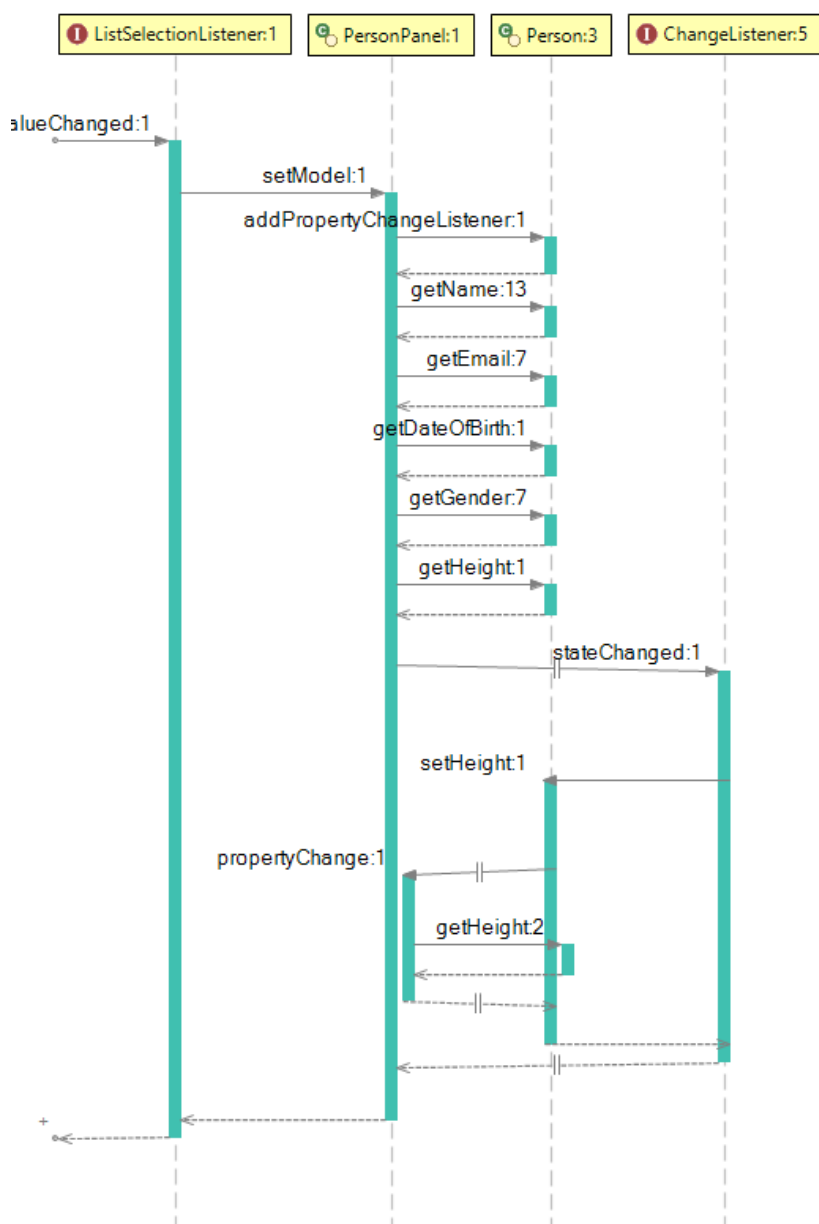 ListSelectionListener:1
PersonPanel:1
Person:3
ChangeListener:5
alueChanged:1
setModel:1
addPropertyChangeListener:1
getName:13
getEmail:7
getDateOfBirth:1
getGender:7
getHeight:1
stateChanged:1
setHeight:1
propertyChange:1
getHeight:2
+